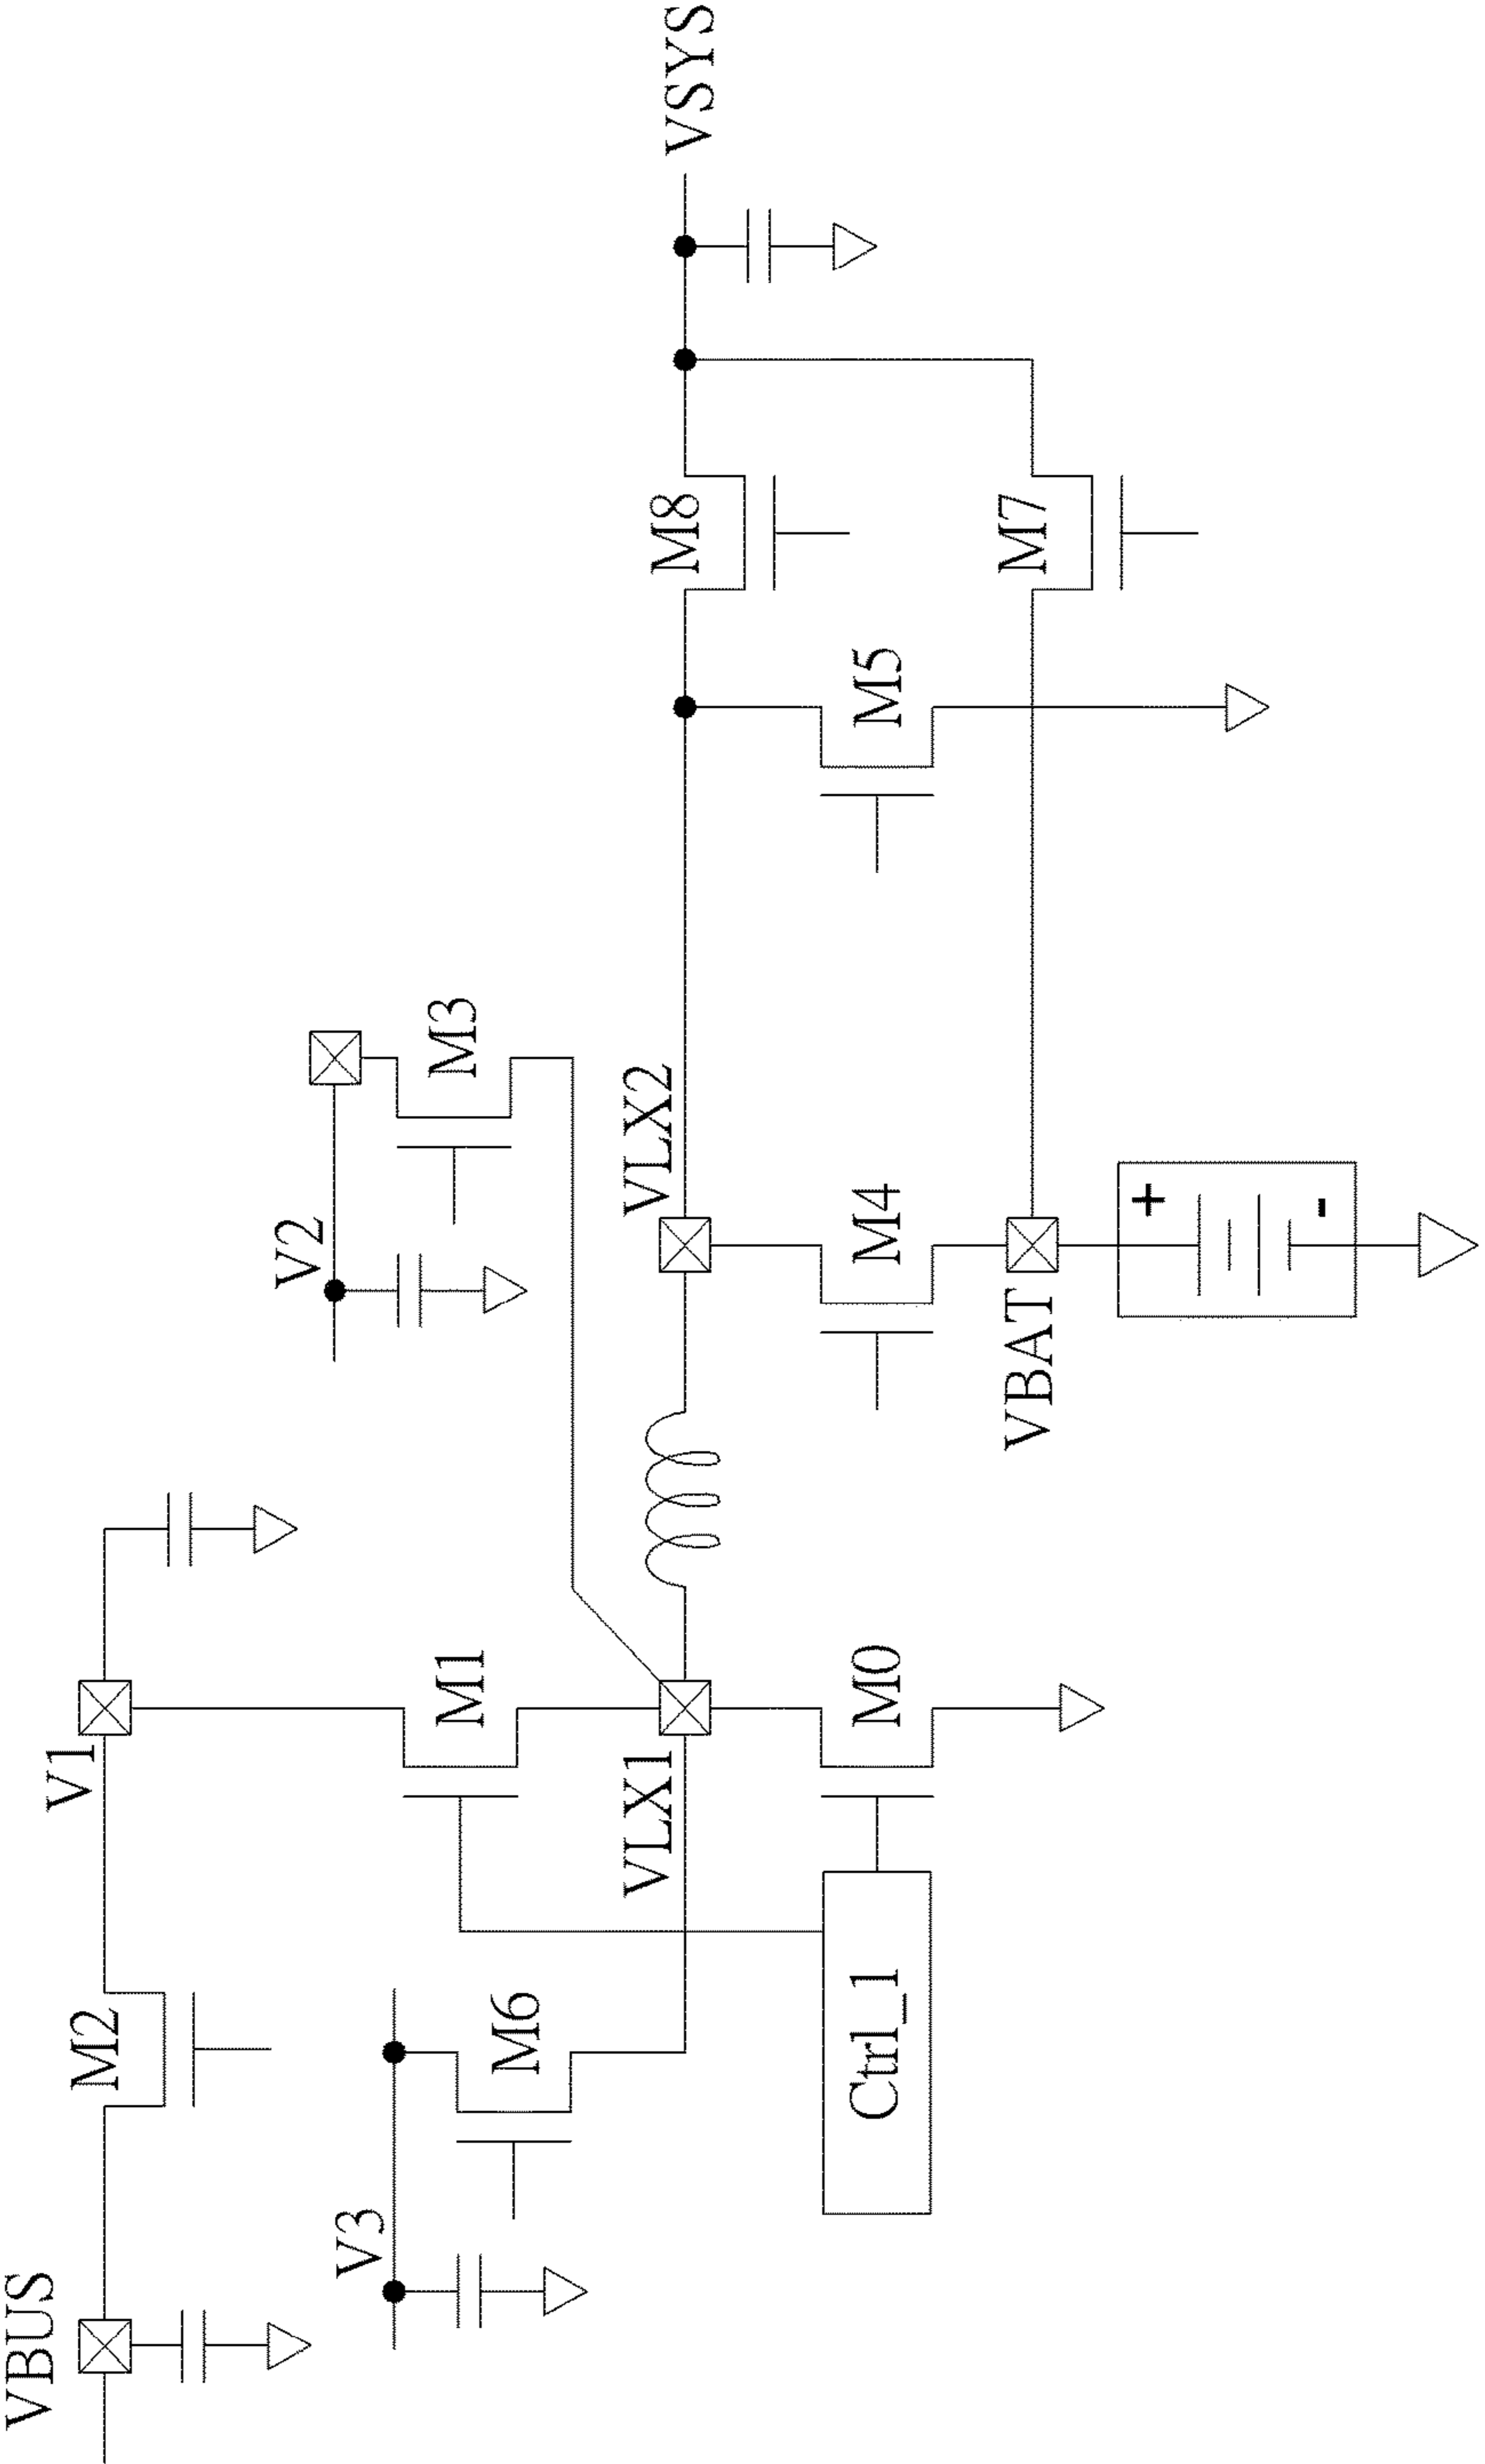 VBUS
M2
V1
V3
M6
M1
V2
M3
VLX1
VLX2
M8
VSYS
Ctrl_1
M0
M4
M5
M7
VBAT
+
-